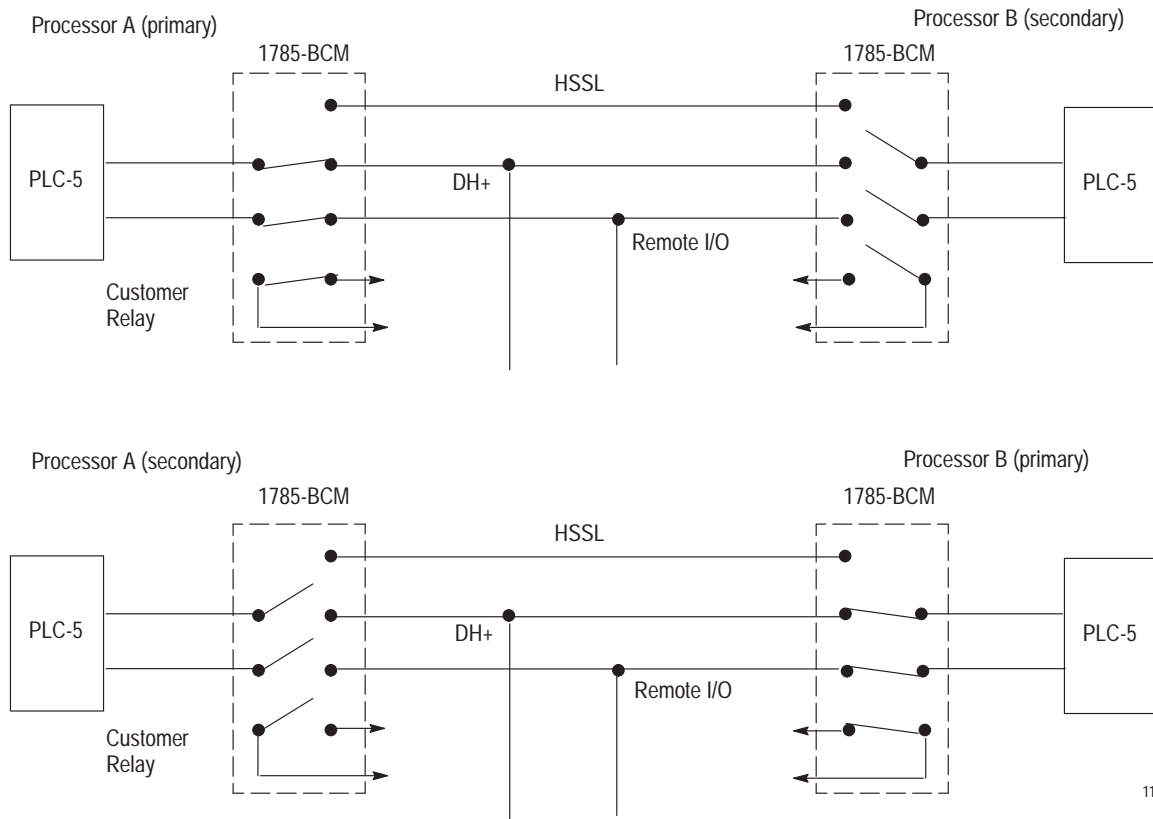 Processor A (primary)
Processor B (secondary)
1785-BCM
1785-BCM
HSSL
PLC-5
DH+
PLC-5
Remote I/O
Customer
Relay
Processor A (secondary)
Processor B (primary)
1785-BCM
1785-BCM
HSSL
PLC-5
DH+
PLC-5
Remote I/O
Customer
Relay
11